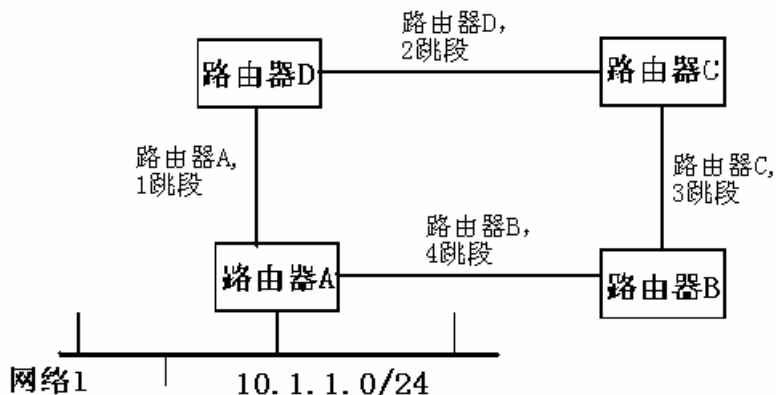 路由器D,
2跳段
路由器D
路由器C
路由器A,
1跳段
路由器C,
3跳段
路由器B,
4跳段
路由器A
路由器B
网络1
10.1.1.0/24